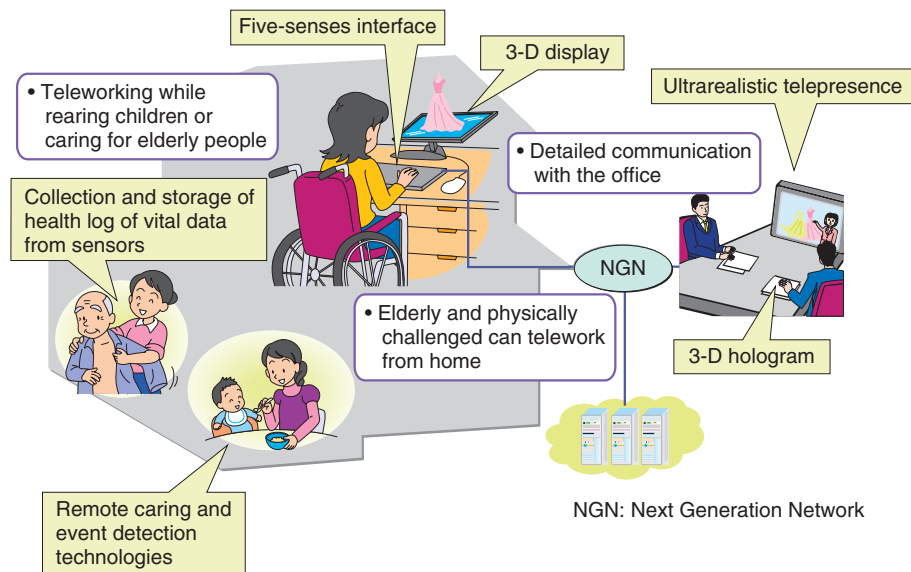 Five-senses interface
3-D display
Ultrarealistic telepresence
• Teleworking while
rearing children or
caring for elderly people
• Detailed communication
with the office
Collection and storage of
health log of vital data
from sensors
NGN
• Elderly and physically
challenged can telework
from home
3-D hologram
Remote caring and
event detection
technologies
NGN: Next Generation Network